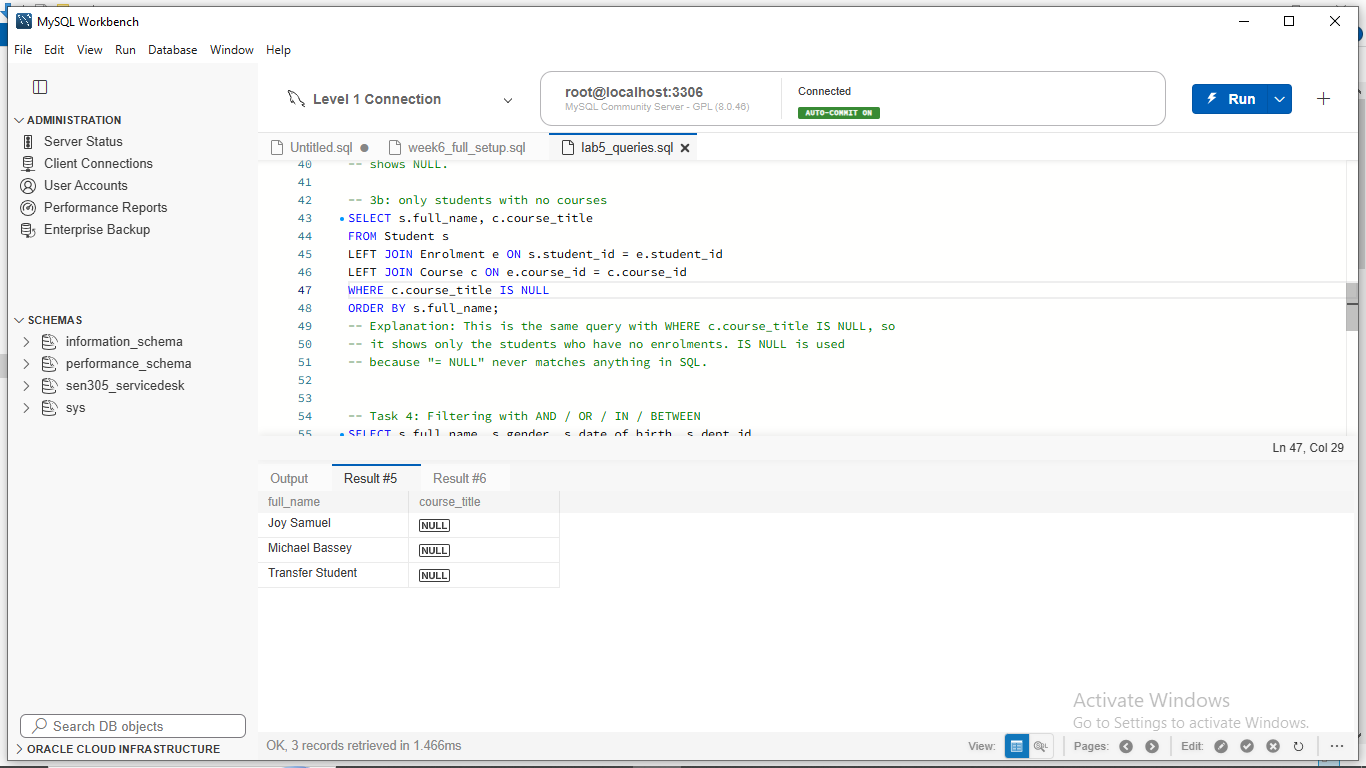 MySQL Workbench
File Edit View Run Database Window Help
Level 1 Connection
root@localhost:3306
MySQL Community Server - GPL (8.0.46)
Connected
AUTO-COMMIT ON
Run
ADMINISTRATION
Server Status
Client Connections
User Accounts
Performance Reports
Enterprise Backup
SCHEMAS
information_schema
performance_schema
sen305_servicedesk
sys
Search DB objects
ORACLE CLOUD INFRASTRUCTURE
Untitled.sql week6_full_setup.sql lab5_queries.sql
40 -- shows NULL.
41
42 -- 3b: only students with no courses
43 SELECT s.full_name, c.course_title
44 FROM Student s
45 LEFT JOIN Enrolment e ON s.student_id = e.student_id
46 LEFT JOIN Course c ON e.course_id = c.course_id
47 WHERE c.course_title IS NULL
48 ORDER BY s.full_name;
49 -- Explanation: This is the same query with WHERE c.course_title IS NULL, so
50 -- it shows only the students who have no enrolments. IS NULL is used
51 -- because "= NULL" never matches anything in SQL.
52
53
54 -- Task 4: Filtering with AND / OR / IN / BETWEEN
55 SELECT s.full_name, s.gender, s.date_of_birth, s.dept_id
Ln 47, Col 29
Output Result #5 Result #6
full_name course_title
Joy Samuel NULL
Michael Bassey NULL
Transfer Student NULL
Activate Windows
Go to Settings to activate Windows.
OK, 3 records retrieved in 1.466ms
View: Pages: Edit: